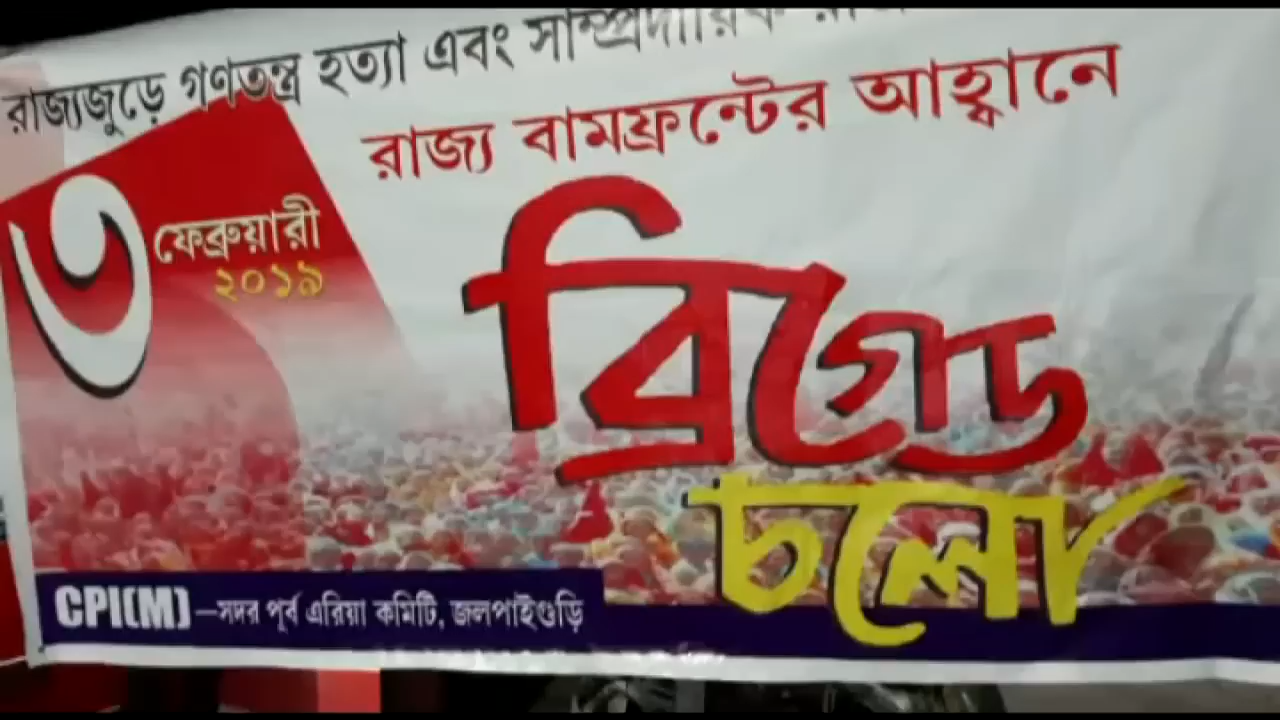 রাজ্যজুড়ে গণতন্ত্র হত্যা এবং সাম্প্রদায়িক
রাজ্য বামফ্রন্টের আহ্বানে
৩ ফেব্রুয়ারী
২০১৯
ব্রিগেড
চলো
CPI(M) –সদর পূর্ব এরিয়া কমিটি, জলপাইগুড়ি